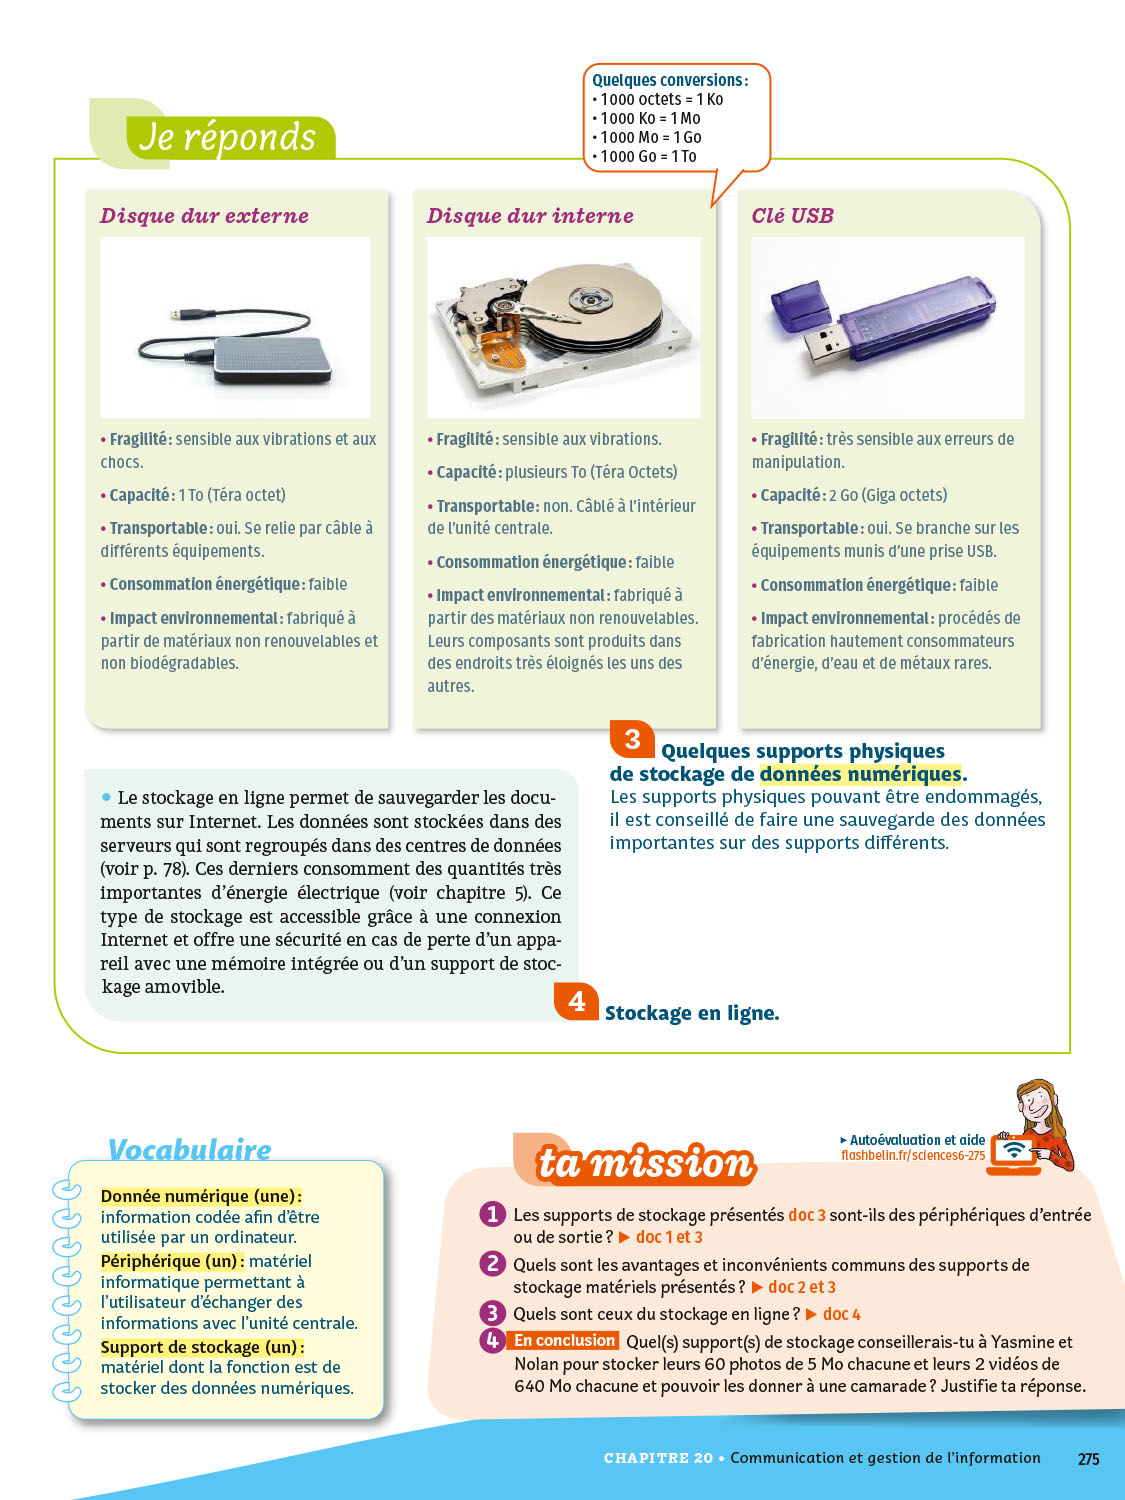 Quelques conversions :
• 1 000 octets = 1 Ko
• 1 000 Ko = 1 Mo
• 1 000 Mo = 1 Go
• 1 000 Go = 1 To
Je réponds
Disque dur externe
• Fragilité : sensible aux vibrations et aux
chocs.
• Capacité : 1 To (Téra octet)
• Transportable : oui. Se relie par câble à
différents équipements.
• Consommation énergétique : faible
• Impact environnemental : fabriqué à
partir de matériaux non renouvelables et
non biodégradables.
Disque dur interne
• Fragilité : sensible aux vibrations.
• Capacité : plusieurs To (Téra Octets)
• Transportable : non. Câblé à l'intérieur
de l'unité centrale.
• Consommation énergétique : faible
• Impact environnemental : fabriqué à
partir des matériaux non renouvelables.
Leurs composants sont produits dans
des endroits très éloignés les uns des
autres.
Clé USB
• Fragilité : très sensible aux erreurs de
manipulation.
• Capacité : 2 Go (Giga octets)
• Transportable : oui. Se branche sur les
équipements munis d'une prise USB.
• Consommation énergétique : faible
• Impact environnemental : procédés de
fabrication hautement consommateurs
d'énergie, d'eau et de métaux rares.
3 Quelques supports physiques
de stockage de données numériques.
Les supports physiques pouvant être endommagés,
il est conseillé de faire une sauvegarde des données
importantes sur des supports différents.
• Le stockage en ligne permet de sauvegarder les docu-
ments sur Internet. Les données sont stockées dans des
serveurs qui sont regroupés dans des centres de données
(voir p. 78). Ces derniers consomment des quantités très
importantes d'énergie électrique (voir chapitre 5). Ce
type de stockage est accessible grâce à une connexion
Internet et offre une sécurité en cas de perte d'un appa-
reil avec une mémoire intégrée ou d'un support de stoc-
kage amovible.
4 Stockage en ligne.
Vocabulaire
Donnée numérique (une) :
information codée afin d'être
utilisée par un ordinateur.
Périphérique (un) : matériel
informatique permettant à
l'utilisateur d'échanger des
informations avec l'unité centrale.
Support de stockage (un) :
matériel dont la fonction est de
stocker des données numériques.
ta mission
▸ Autoévaluation et aide
flashbelin.fr/sciences6-275
1 Les supports de stockage présentés doc 3 sont-ils des périphériques d'entrée
ou de sortie ? ▶ doc 1 et 3
2 Quels sont les avantages et inconvénients communs des supports de
stockage matériels présentés ? ▶ doc 2 et 3
3 Quels sont ceux du stockage en ligne ? ▶ doc 4
4 En conclusion Quel(s) support(s) de stockage conseillerais-tu à Yasmine et
Nolan pour stocker leurs 60 photos de 5 Mo chacune et leurs 2 vidéos de
640 Mo chacune et pouvoir les donner à une camarade ? Justifie ta réponse.
CHAPITRE 20 • Communication et gestion de l'information 275